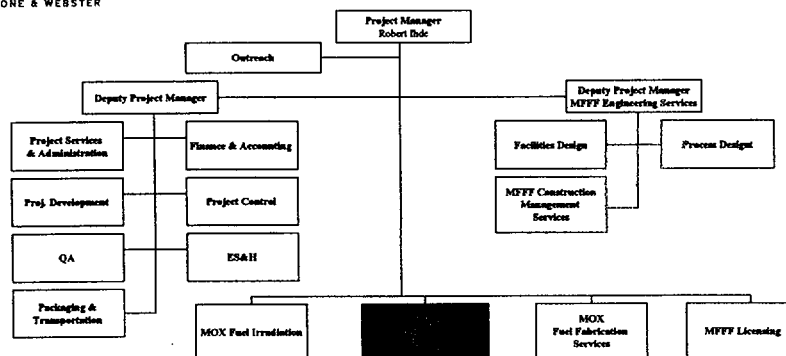 ONE & WEBSTER
Project Manager
Robert Ihde
Outreach
Deputy Project Manager
Deputy Project Manager
MFFF Engineering Services
Project Services
& Administration
Finance & Accounting
Facilities Design
Process Design
Proj. Development
Project Control
MFFF Construction
Management
Services
QA
ES&H
Packaging &
Transportation
MOX Fuel Irradiation
MOX
Fuel Fabrication
Services
MFFF Licensing